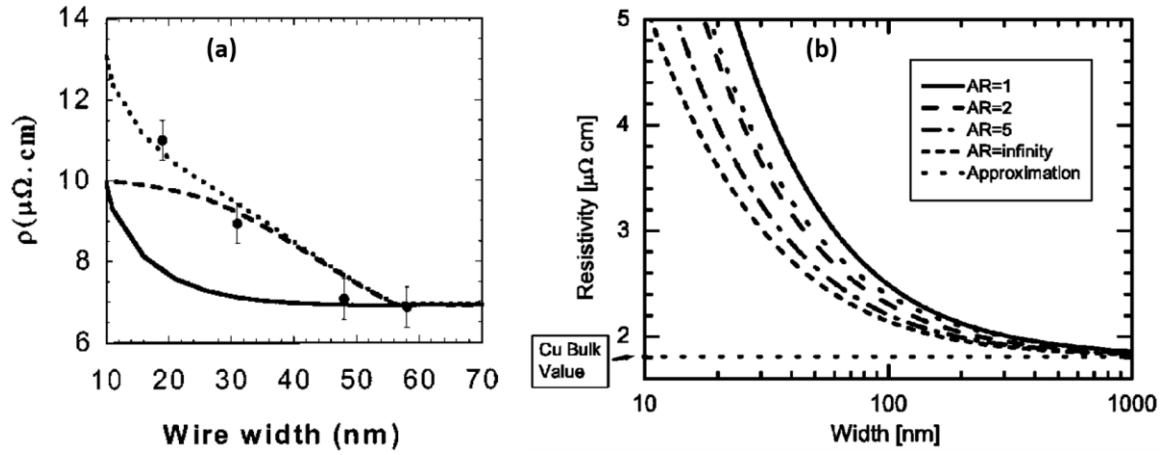 14
12
10
8
6
ρ(μΩ.cm)
(a)
10 20 30 40 50 60 70
Wire width (nm)
5
4
3
2
Resistivity [μΩ cm]
(b)
AR=1
AR=2
AR=5
AR=infinity
Approximation
Cu Bulk
Value
10 100 1000
Width [nm]